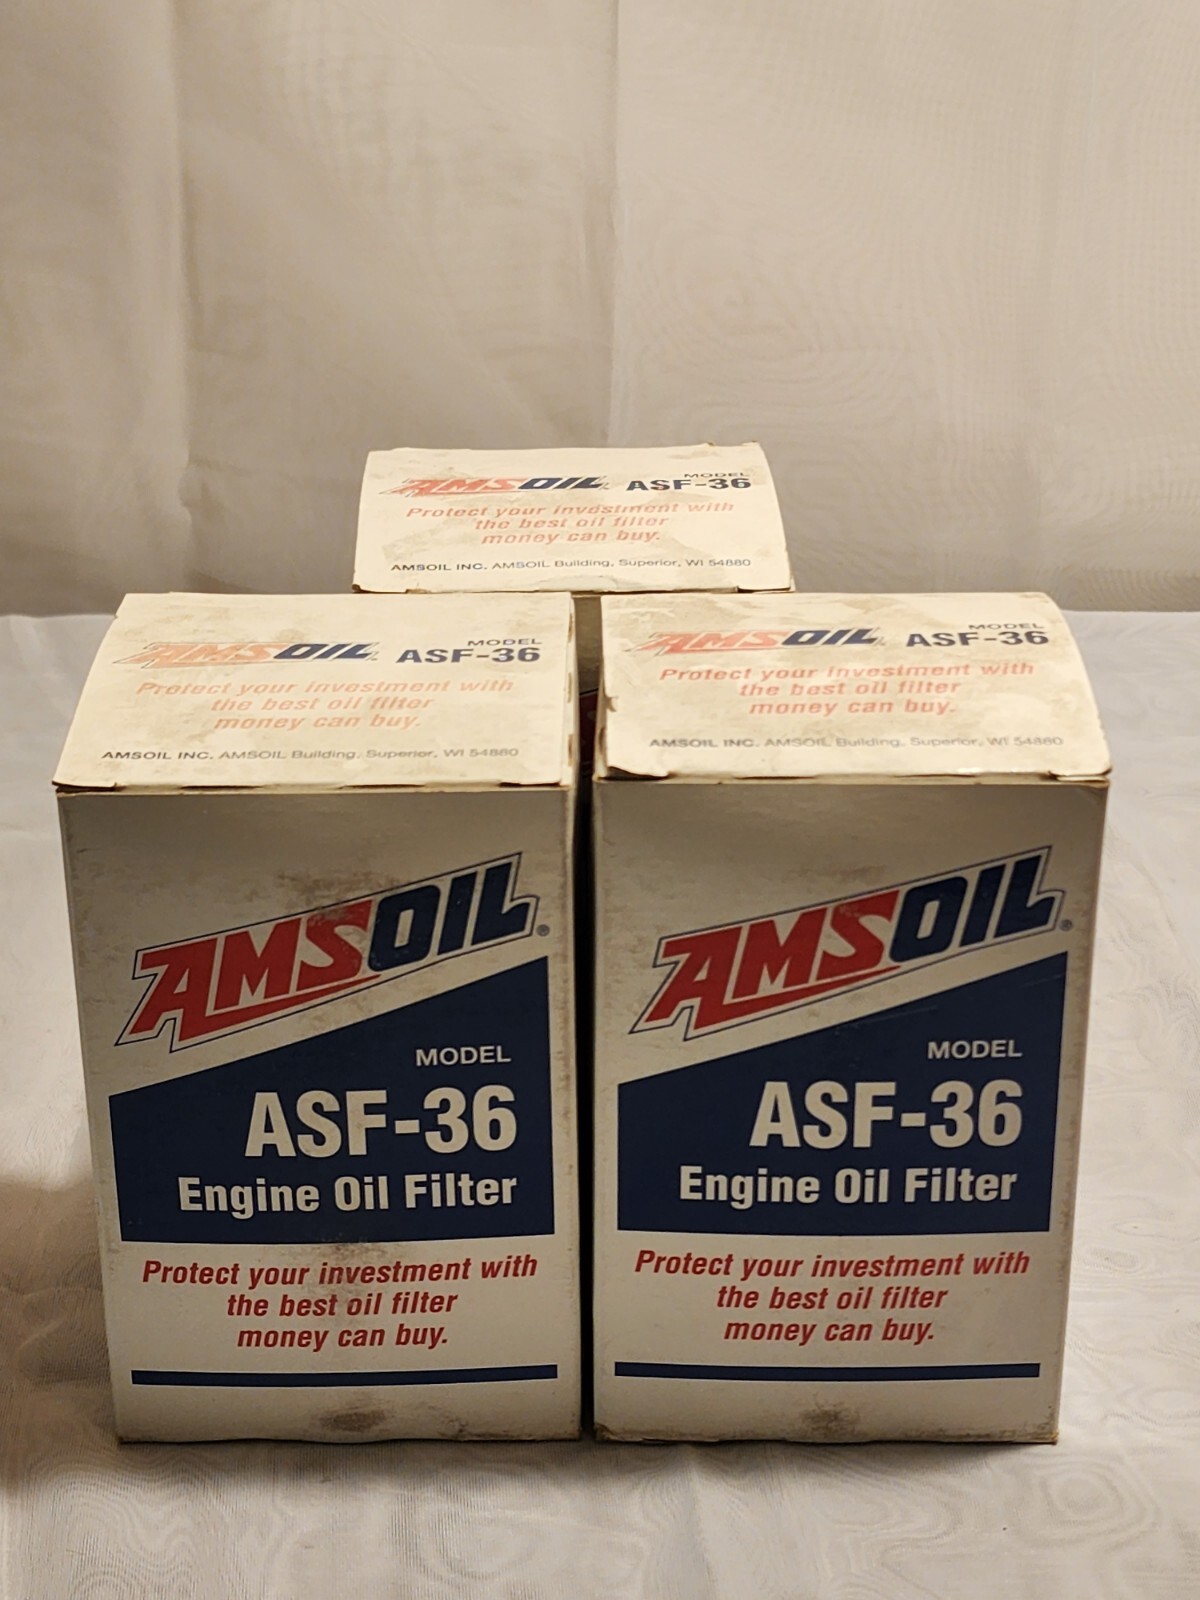 AMSOIL MODEL
ASF-36
Protect your investment with
the best oil filter
money can buy.
AMSOIL INC. AMSOIL Building, Superior, WI 54880
AMSOIL MODEL
ASF-36
Protect your investment with
the best oil filter
money can buy.
AMSOIL INC. AMSOIL Building, Superior, WI 54880
AMSOIL®
MODEL
ASF-36
Engine Oil Filter
Protect your investment with
the best oil filter
money can buy.
AMSOIL MODEL
ASF-36
Protect your investment with
the best oil filter
money can buy.
AMSOIL INC. AMSOIL Building, Superior, WI 54880
AMSOIL®
MODEL
ASF-36
Engine Oil Filter
Protect your investment with
the best oil filter
money can buy.